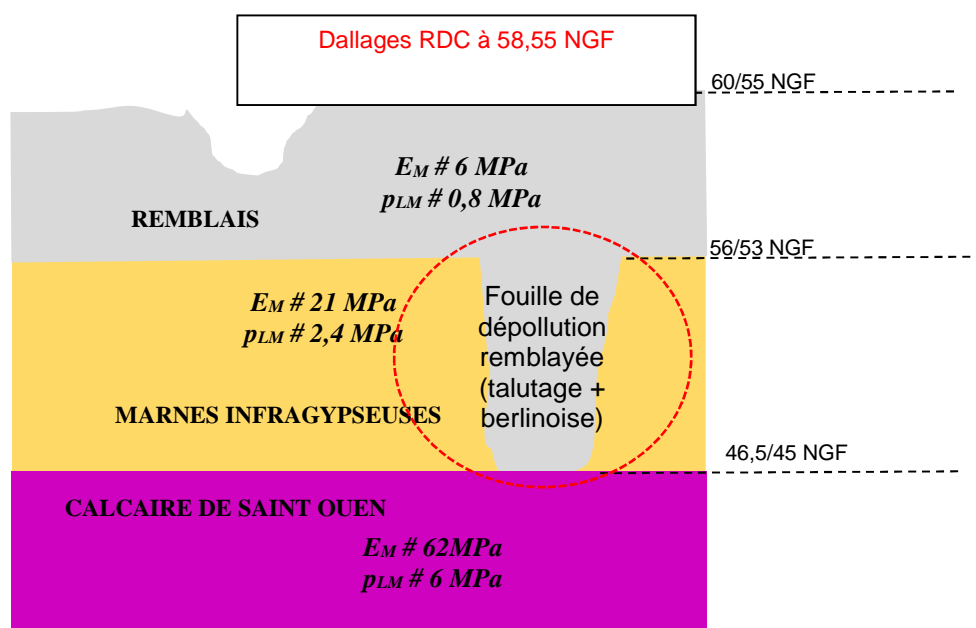 Dallages RDC à 58,55 NGF
60/55 NGF
EM # 6 MPa
pLM # 0,8 MPa
REMBLAIS
56/53 NGF
EM # 21 MPa
pLM # 2,4 MPa
Fouille de
dépollution
remblayée
(talutage +
berlinoise)
MARNES INFRAGYPSEUSES
46,5/45 NGF
CALCAIRE DE SAINT OUEN
EM # 62MPa
pLM # 6 MPa